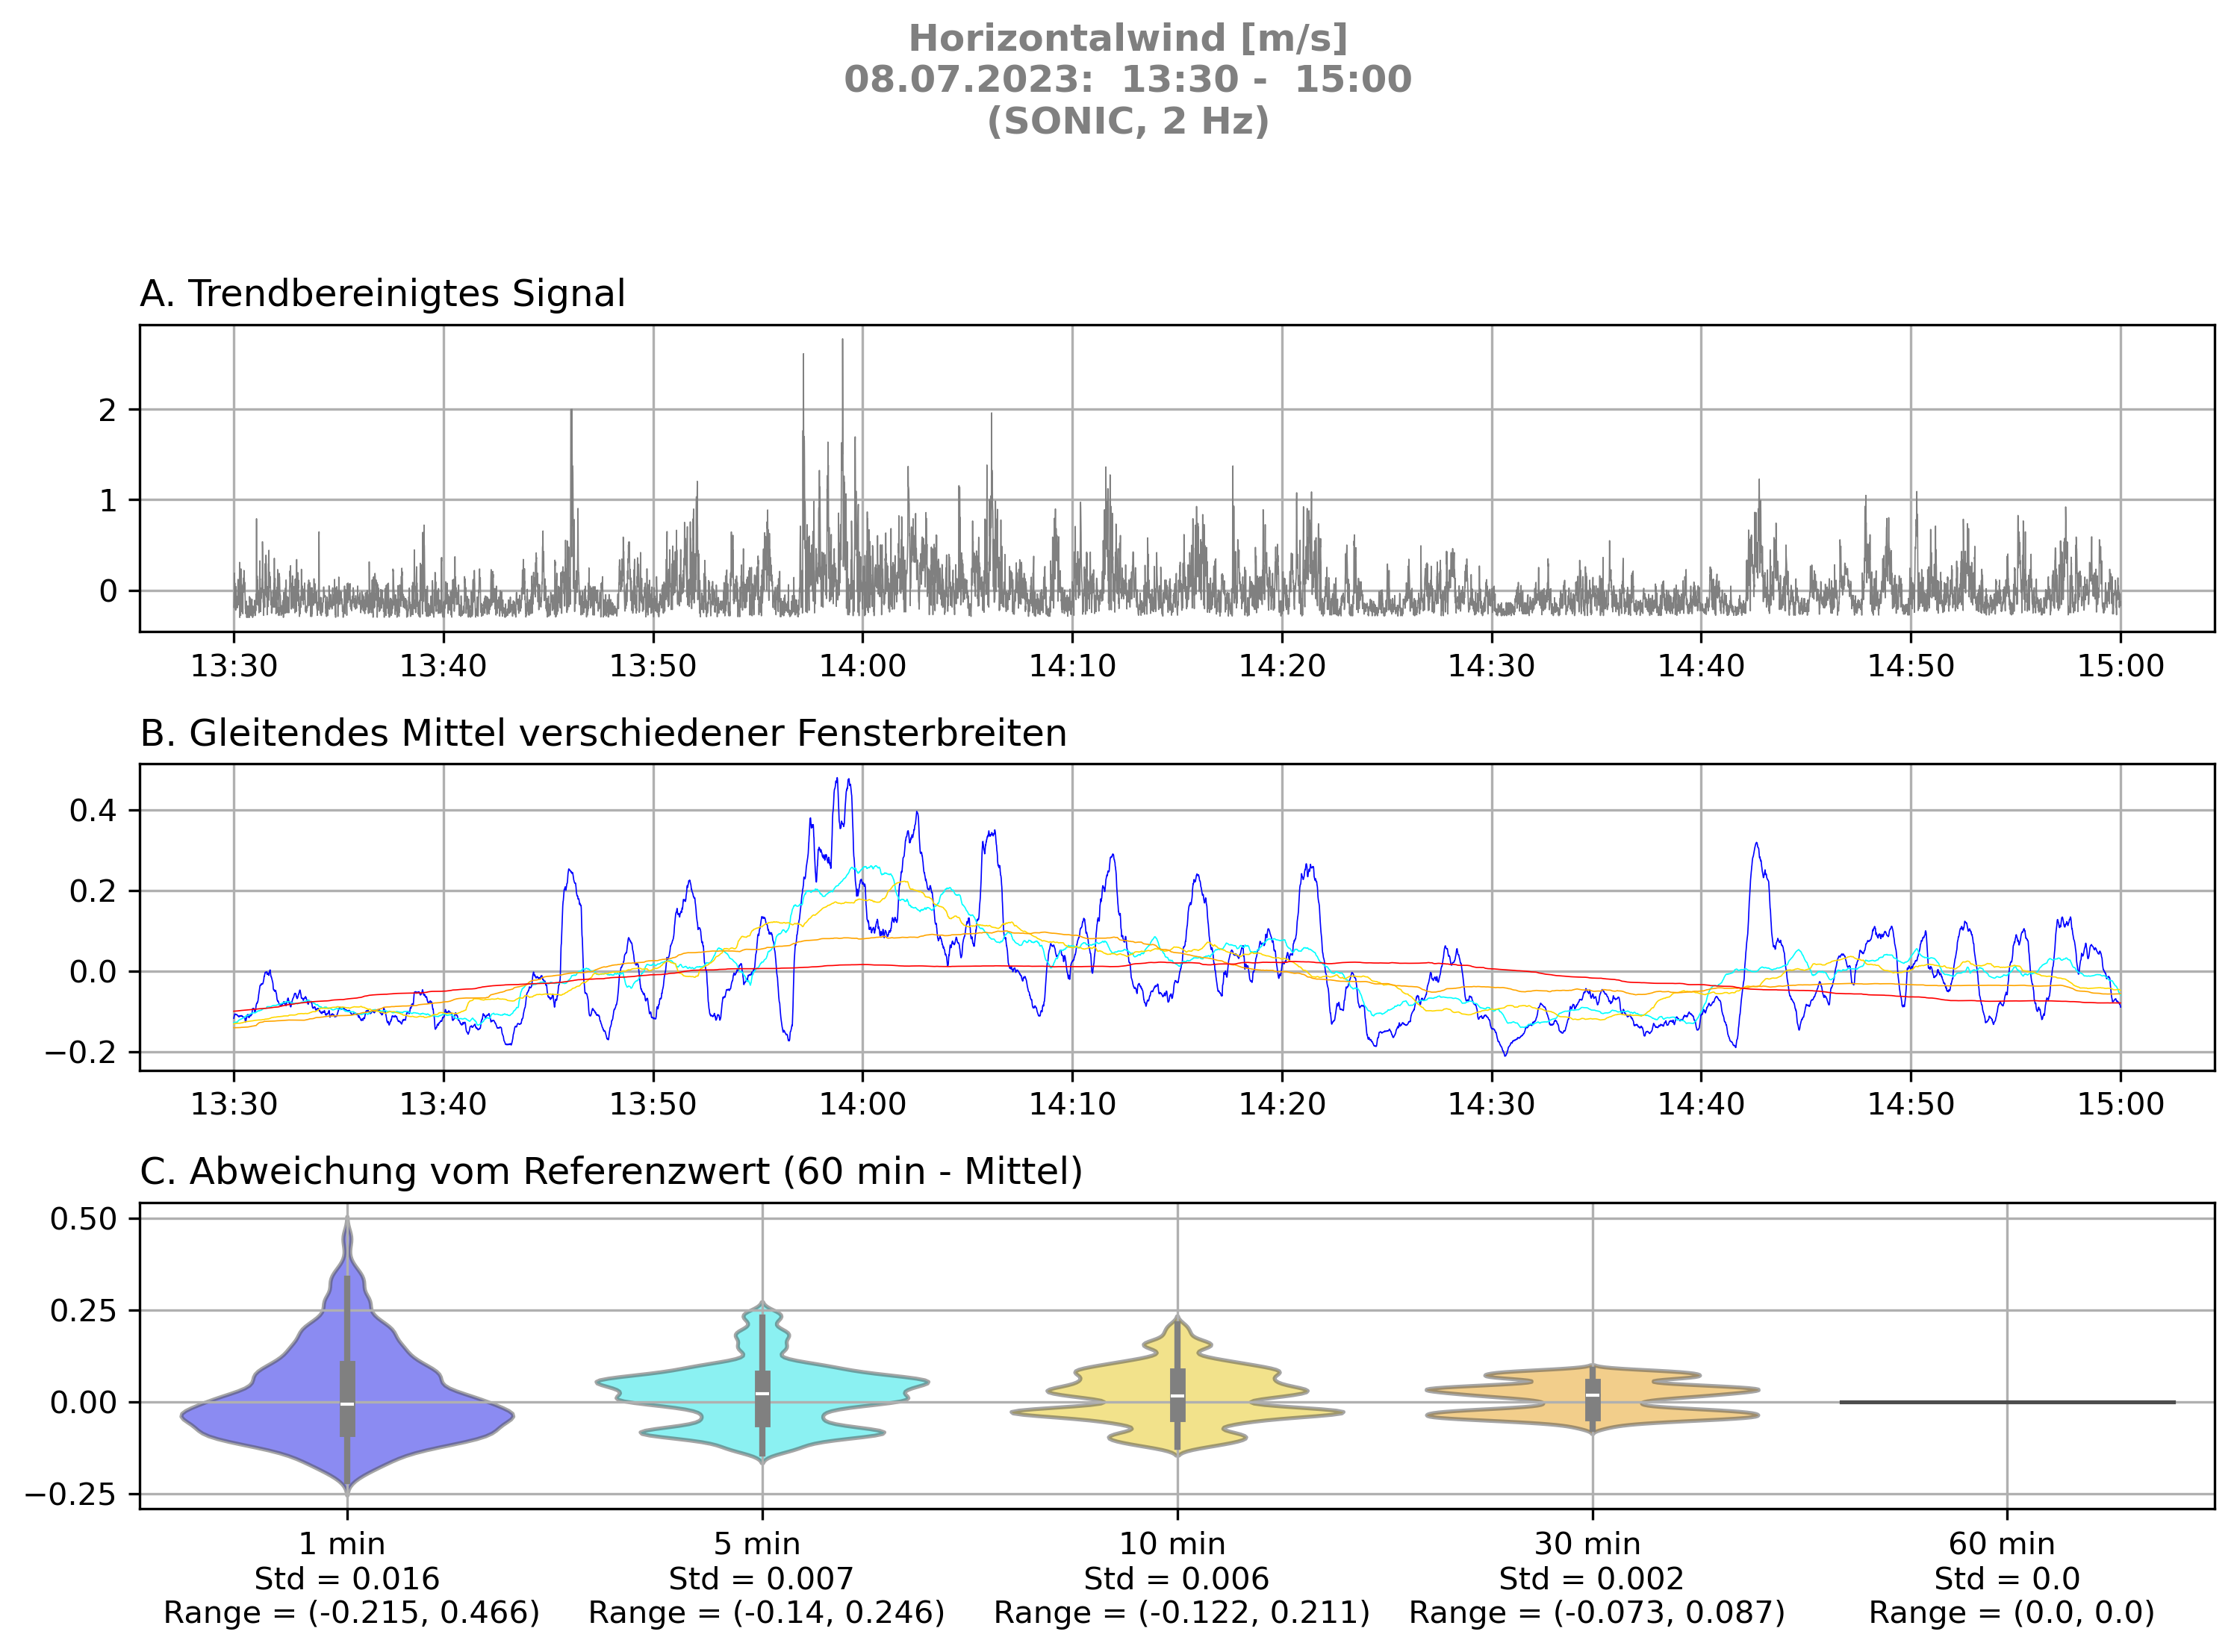 Horizontalwind [m/s]
08.07.2023:  13:30 -  15:00
(SONIC, 2 Hz)
A. Trendbereinigtes Signal
2
1
0
13:30 13:40 13:50 14:00 14:10 14:20 14:30 14:40 14:50 15:00
B. Gleitendes Mittel verschiedener Fensterbreiten
0.4
0.2
0.0
−0.2
13:30 13:40 13:50 14:00 14:10 14:20 14:30 14:40 14:50 15:00
C. Abweichung vom Referenzwert (60 min - Mittel)
0.50
0.25
0.00
−0.25
1 min 5 min 10 min 30 min 60 min
Std = 0.016 Std = 0.007 Std = 0.006 Std = 0.002 Std = 0.0
Range = (-0.215, 0.466) Range = (-0.14, 0.246) Range = (-0.122, 0.211) Range = (-0.073, 0.087) Range = (0.0, 0.0)